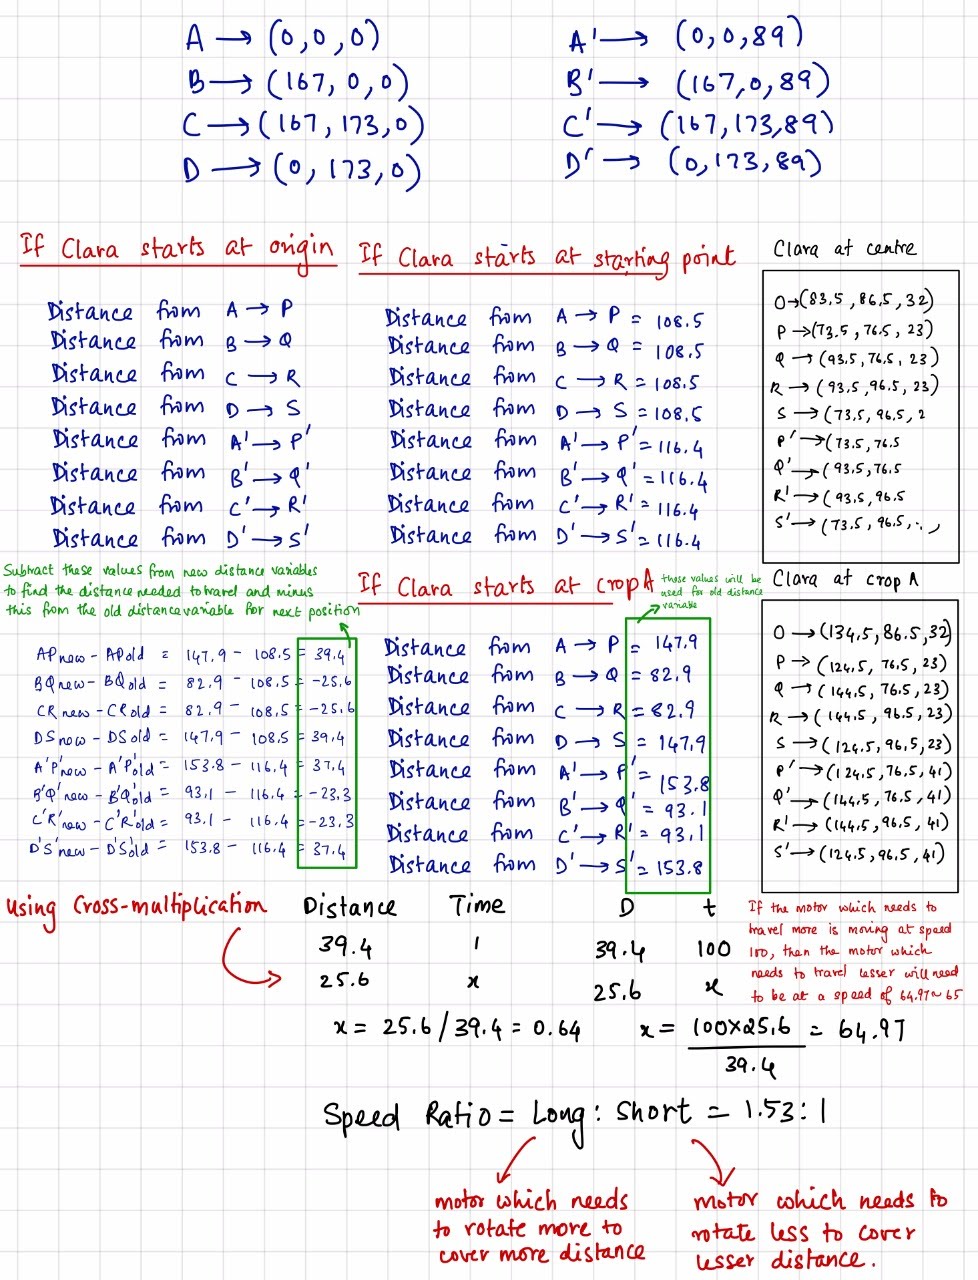 A → (0,0,0)
B → (167, 0, 0)
C → (167, 173, 0)
D → (0, 173, 0)
A' → (0,0,89)
B' → (167,0,89)
C' → (167,173,89)
D' → (0,173,89)
If Clara starts at origin
Distance from A → P
Distance from B → Q
Distance from C → R
Distance from D → S
Distance from A' → P'
Distance from B' → Q'
Distance from C' → R'
Distance from D' → S'
If Clara starts at starting point
Distance from A → P = 108.5
Distance from B → Q = 108.5
Distance from C → R = 108.5
Distance from D → S = 108.5
Distance from A' → P' = 116.4
Distance from B' → Q' = 116.4
Distance from C' → R' = 116.4
Distance from D' → S' = 116.4
Clara at centre
O → (83.5, 86.5, 32)
P → (73.5, 76.5, 23)
Q → (93.5, 76.5, 23)
R → (93.5, 96.5, 23)
S → (73.5, 96.5, 2
P' → (73.5, 76.5
Q' → (93.5, 76.5
R' → (93.5, 96.5
S' → (73.5, 96.5,
Subtract these values from new distance variables
to find the distance needed to travel and minus
this from the old distance variable for next position
AP new - AP old = 147.9 - 108.5 = 39.4
BQ new - BQ old = 82.9 - 108.5 = -25.6
CR new - CR old = 82.9 - 108.5 = -25.6
DS new - DS old = 147.9 - 108.5 = 39.4
A'P' new - A'P' old = 153.8 - 116.4 = 37.4
B'Q' new - B'Q' old = 93.1 - 116.4 = -23.3
C'R' new - C'R' old = 93.1 - 116.4 = -23.3
D'S' new - D'S' old = 153.8 - 116.4 = 37.4
If Clara starts at crop A
these values will be
used for old distance
variable
Distance from A → P = 147.9
Distance from B → Q = 82.9
Distance from C → R = 82.9
Distance from D → S = 147.9
Distance from A' → P' = 153.8
Distance from B' → Q' = 93.1
Distance from C' → R' = 93.1
Distance from D' → S' = 153.8
Clara at crop A
O → (134.5, 86.5, 32)
P → (124.5, 76.5, 23)
Q → (144.5, 76.5, 23)
R → (144.5, 96.5, 23)
S → (124.5, 96.5, 23)
P' → (124.5, 76.5, 41)
Q' → (144.5, 76.5, 41)
R' → (144.5, 96.5, 41)
S' → (124.5, 96.5, 41)
using Cross-multiplication
Distance Time
39.4 1
25.6 x
x = 25.6 / 39.4 = 0.64
D t
39.4 100
25.6 x
x = 100×25.6 = 64.97
39.4
If the motor which needs to
travel more is moving at speed
100, then the motor which
needs to travel lesser will need
to be at a speed of 64.97 ~ 65
Speed Ratio = Long : Short = 1.53 : 1
motor which needs
to rotate more to
cover more distance
motor which needs to
rotate less to cover
lesser distance.